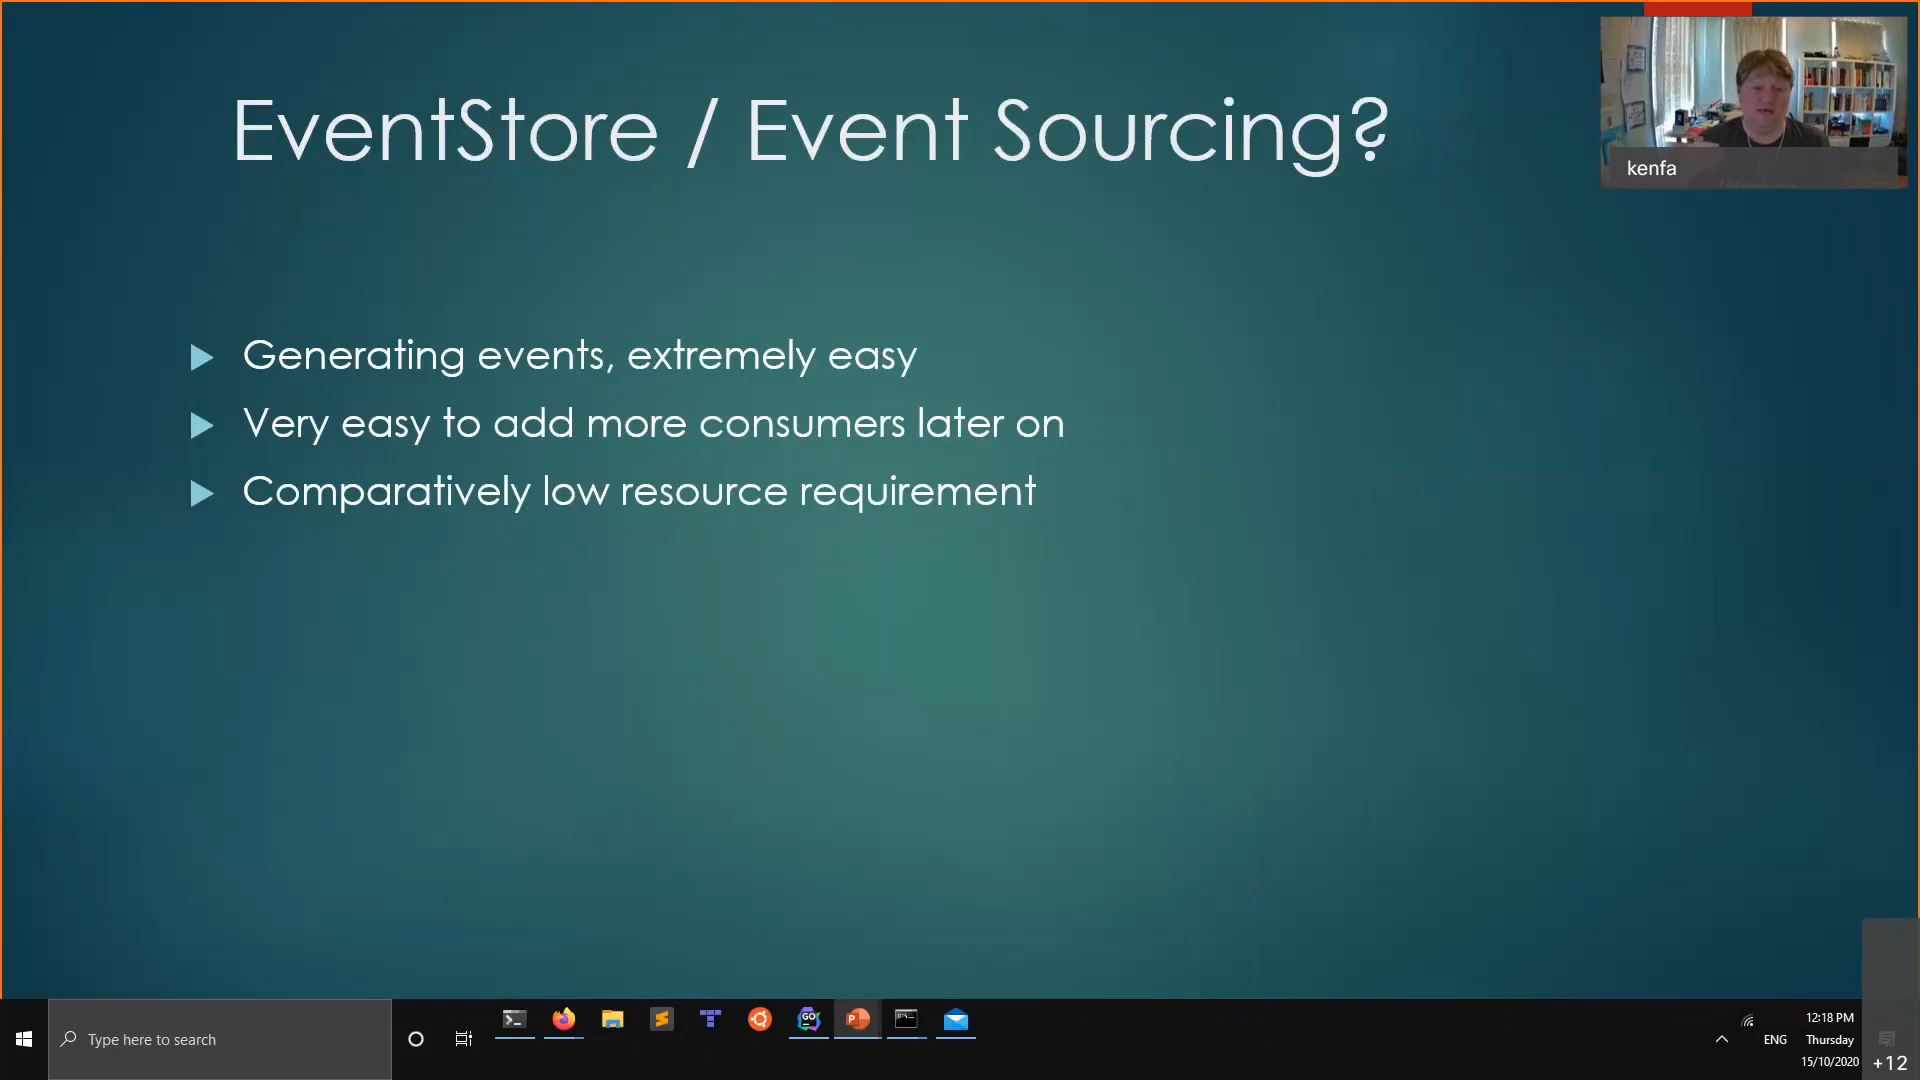 EventStore / Event Sourcing?
kenfa
Generating events, extremely easy
Very easy to add more consumers later on
Comparatively low resource requirement
Type here to search
GO
P
ENG
12:18 PM
Thursday
15/10/2020
+12